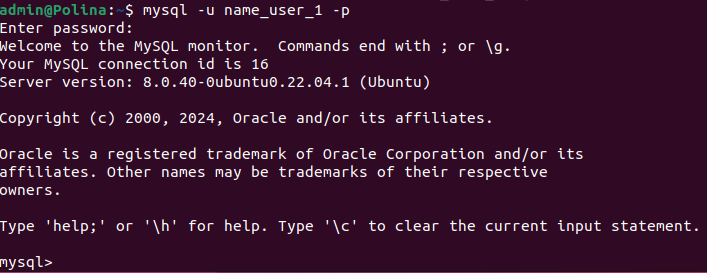 admin@Polina:~$ mysql -u name_user_1 -p
Enter password:
Welcome to the MySQL monitor.  Commands end with ; or \g.
Your MySQL connection id is 16
Server version: 8.0.40-0ubuntu0.22.04.1 (Ubuntu)
Copyright (c) 2000, 2024, Oracle and/or its affiliates.
Oracle is a registered trademark of Oracle Corporation and/or its
affiliates. Other names may be trademarks of their respective
owners.
Type 'help;' or '\h' for help. Type '\c' to clear the current input statement.
mysql>